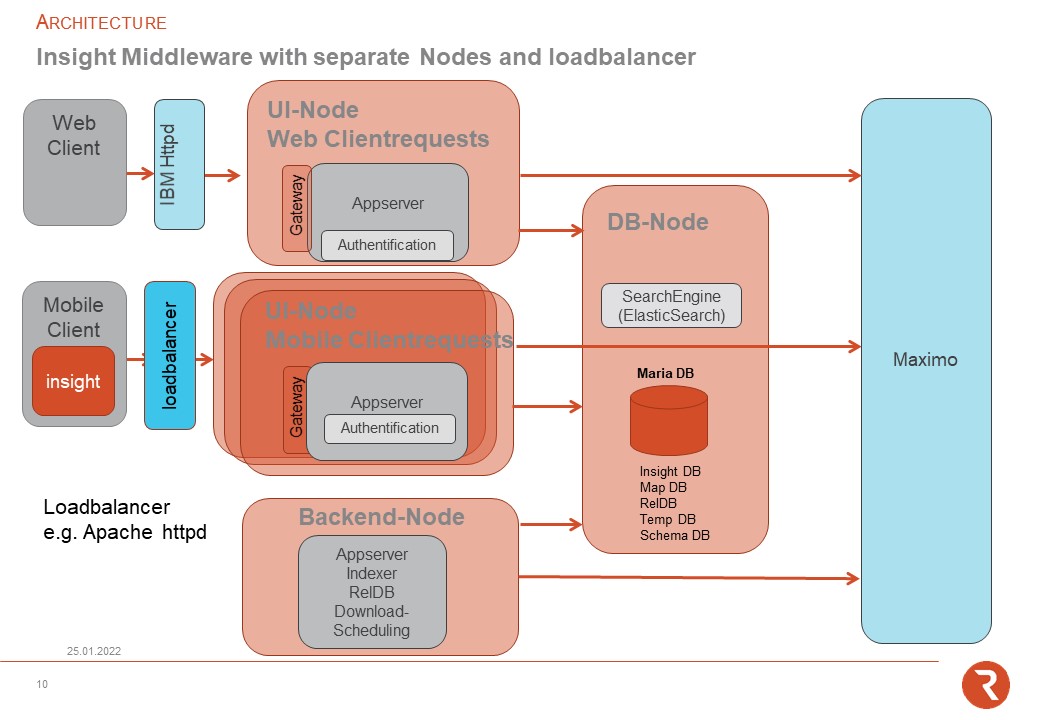 ARCHITECTURE
Insight Middleware with separate Nodes and loadbalancer
Web
Client
IBM Httpd
UI-Node
Web Clientrequests
Gateway
Appserver
Authentification
Mobile
Client
insight
loadbalancer
UI-Node
Mobile Clientrequests
Gateway
Appserver
Authentification
DB-Node
SearchEngine
(ElasticSearch)
Maria DB
Insight DB
Map DB
RelDB
Temp DB
Schema DB
Maximo
Loadbalancer
e.g. Apache httpd
Backend-Node
Appserver
Indexer
RelDB
Download-
Scheduling
25.01.2022
10